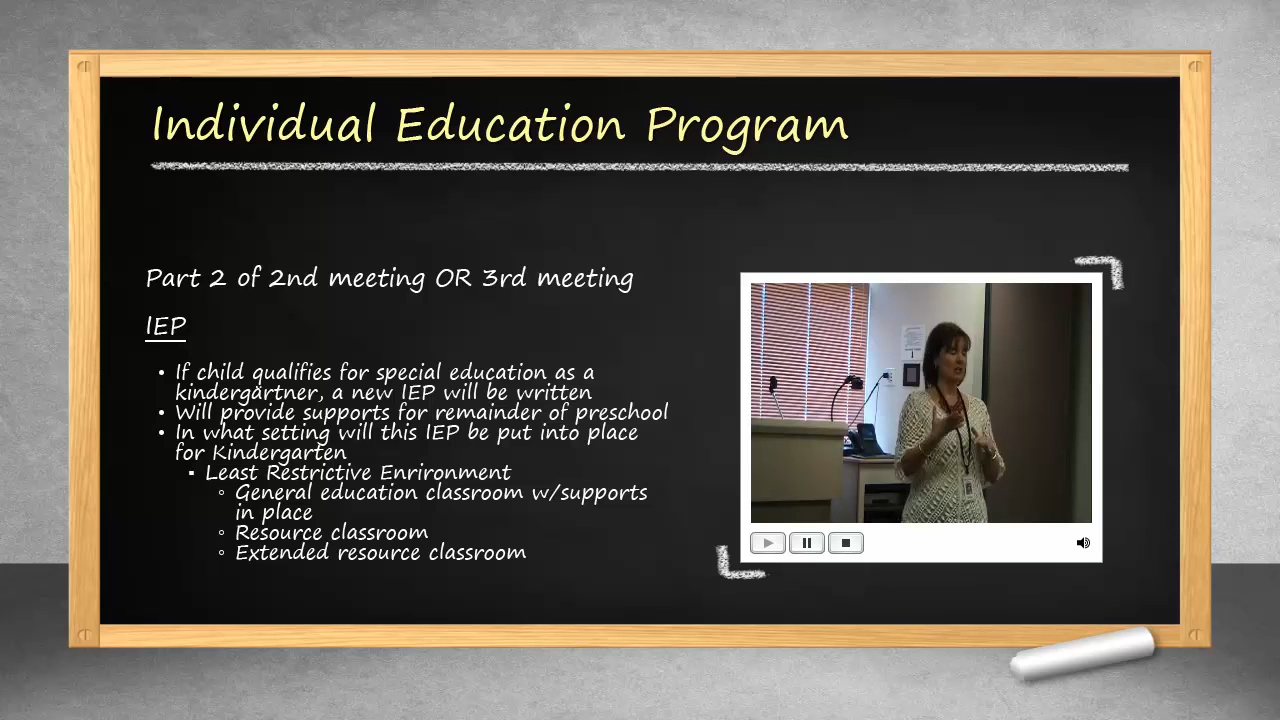 Individual Education Program
Part 2 of 2nd meeting OR 3rd meeting
IEP
• If child qualifies for special education as a
kindergartner, a new IEP will be written
• Will provide supports for remainder of preschool
• In what setting will this IEP be put into place
for Kindergarten
▪ Least Restrictive Enrironment
◦ General education classroom w/supports
in place
◦ Resource classroom
◦ Extended resource classroom